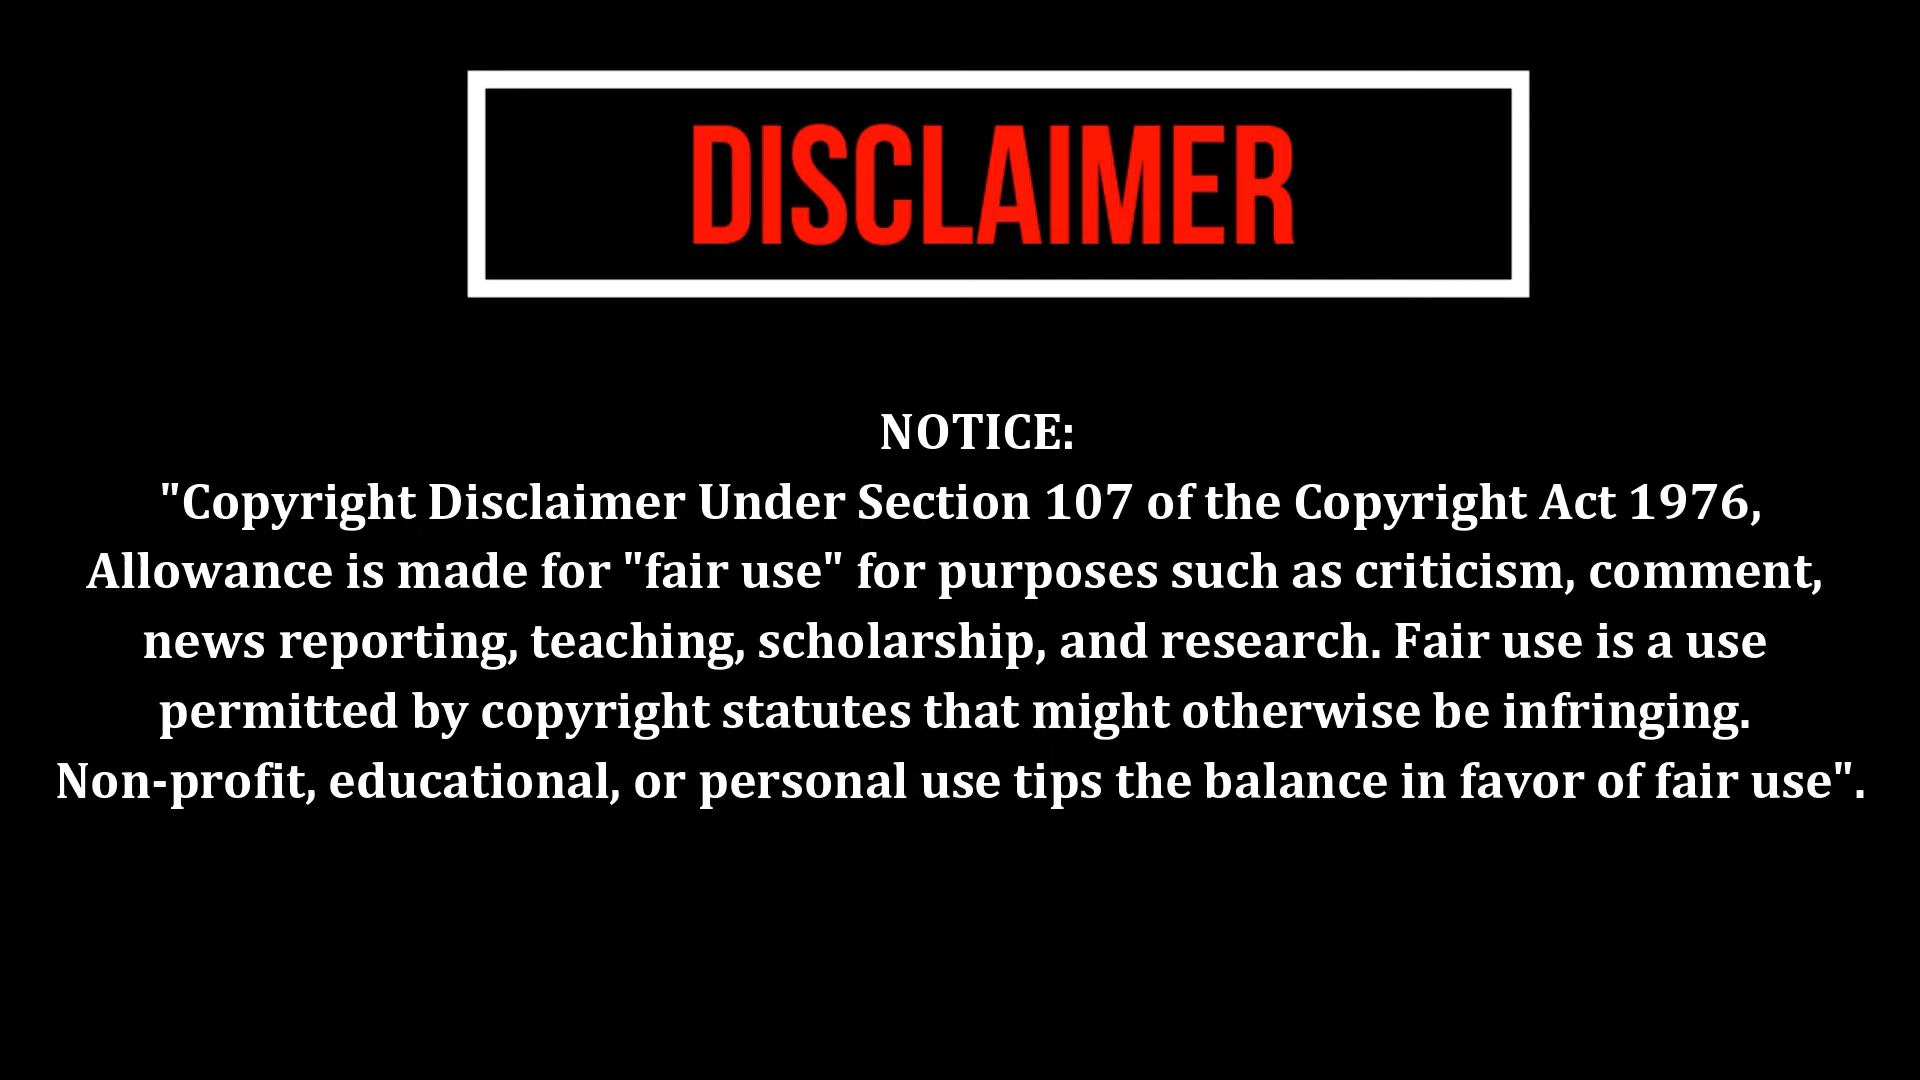 DISCLAIMER
NOTICE:
"Copyright Disclaimer Under Section 107 of the Copyright Act 1976,
Allowance is made for "fair use" for purposes such as criticism, comment,
news reporting, teaching, scholarship, and research. Fair use is a use
permitted by copyright statutes that might otherwise be infringing.
Non-profit, educational, or personal use tips the balance in favor of fair use".